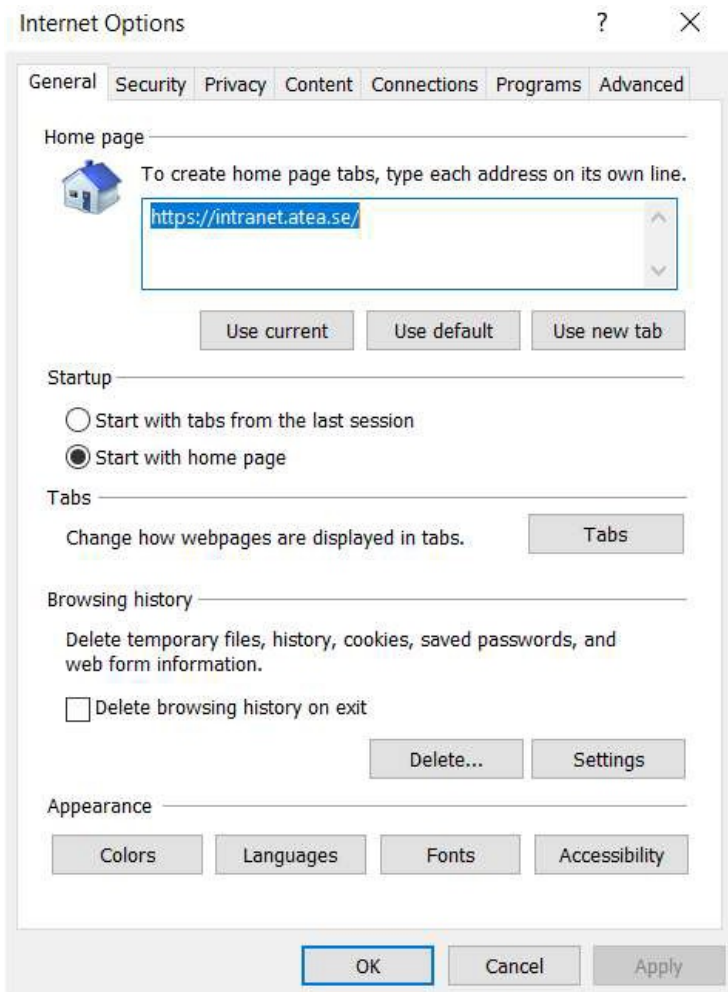 Internet Options
?
General Security Privacy Content Connections Programs Advanced
Home page
To create home page tabs, type each address on its own line.
https://intranet.atea.se/
Use current Use default Use new tab
Startup
Start with tabs from the last session
Start with home page
Tabs
Change how webpages are displayed in tabs. Tabs
Browsing history
Delete temporary files, history, cookies, saved passwords, and
web form information.
Delete browsing history on exit
Delete... Settings
Appearance
Colors Languages Fonts Accessibility
OK Cancel Apply